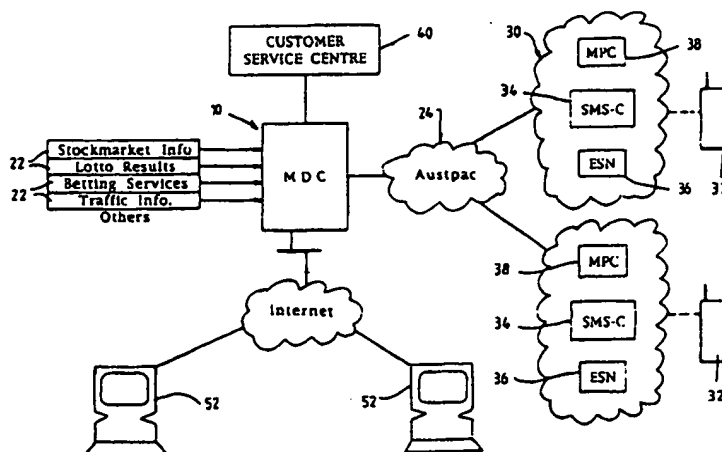 CUSTOMER
SERVICE CENTRE
40
30
MPC
38
34
SMS-C
24
10
22
Stockmarket Info
Lotto Results
Betting Services
22
Traffic Info.
Others
MDC
Austpac
ESN
36
38
MPC
Internet
34
SMS-C
52
52
36
ESN
32